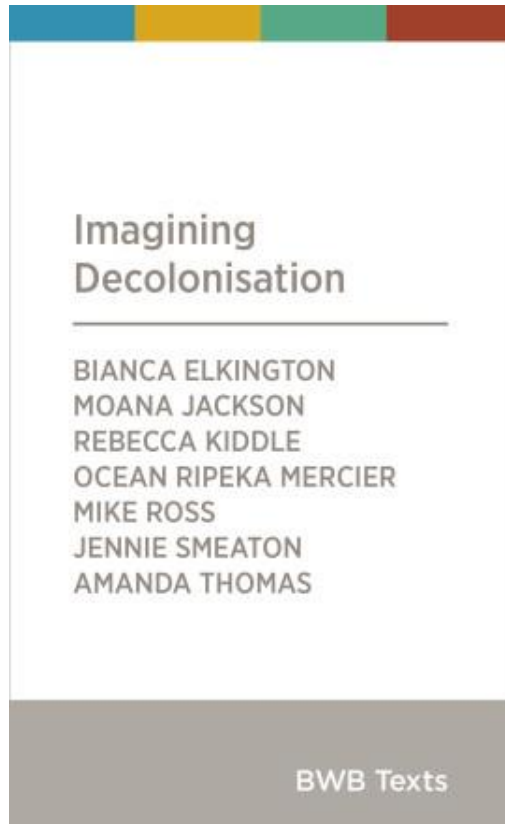 Imagining
Decolonisation
BIANCA ELKINGTON
MOANA JACKSON
REBECCA KIDDLE
OCEAN RIPEKA MERCIER
MIKE ROSS
JENNIE SMEATON
AMANDA THOMAS
BWB Texts